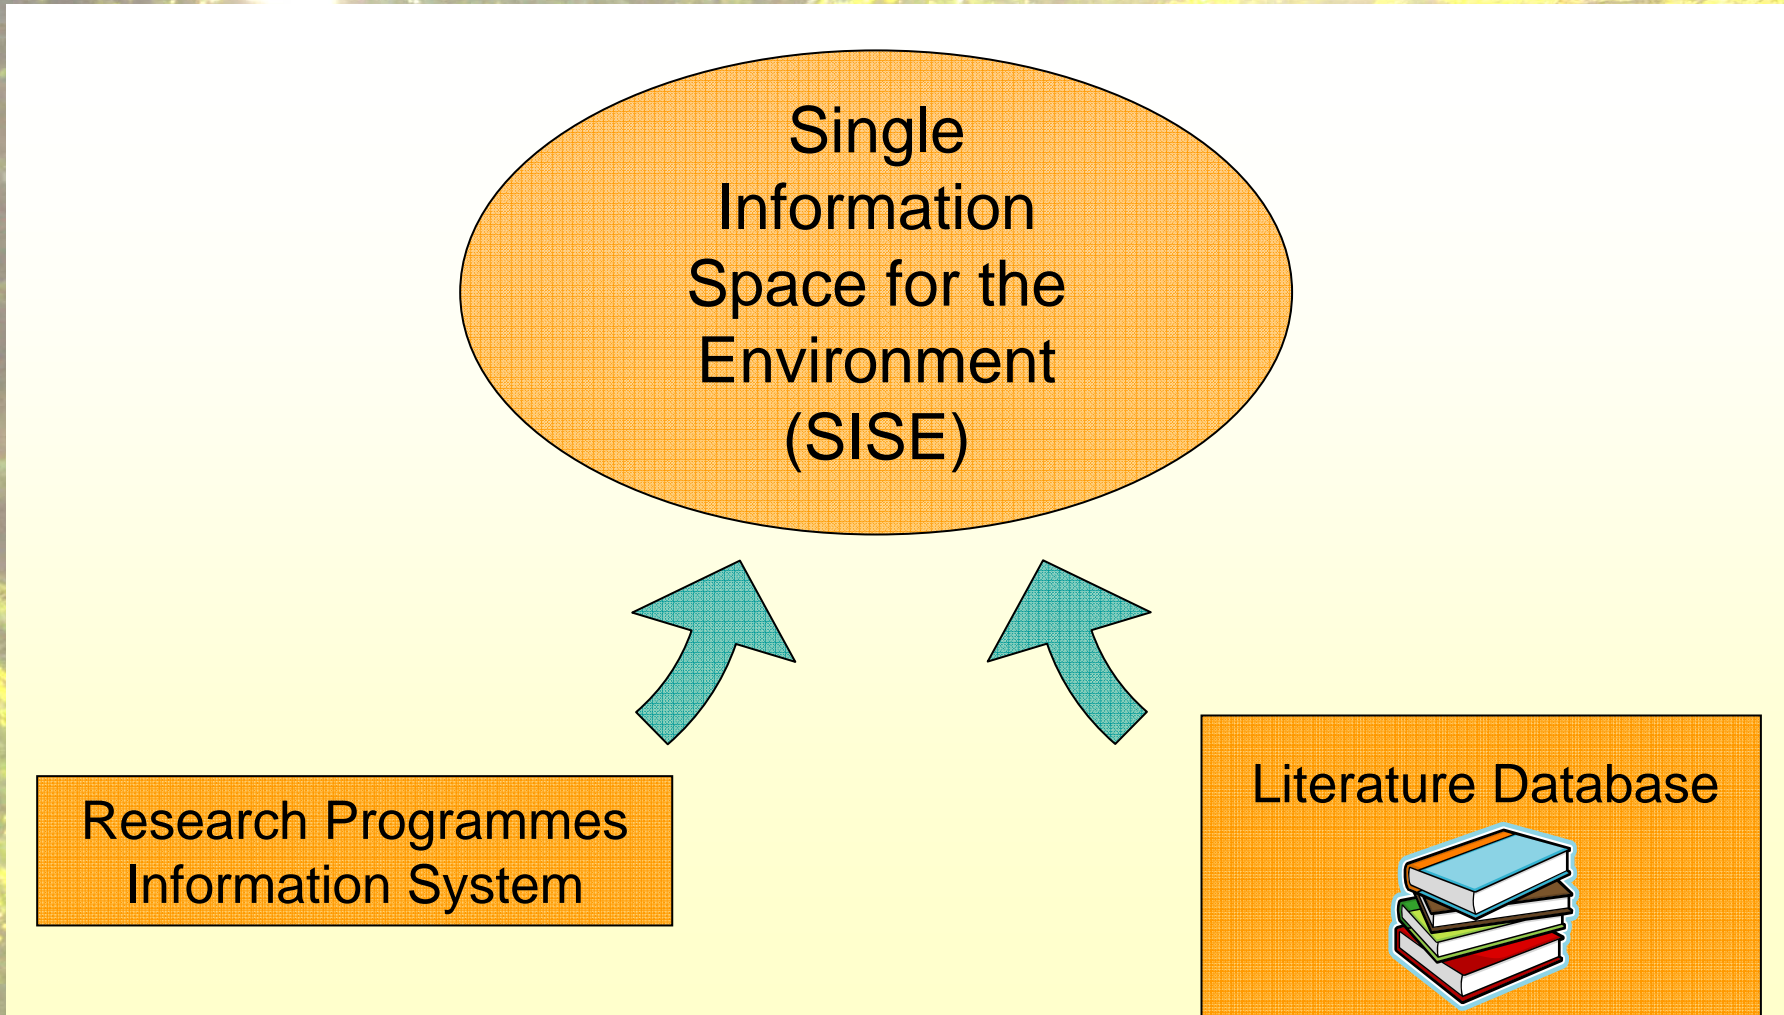 Single
Information
Space for the
Environment
(SISE)
Research Programmes
Information System
Literature Database